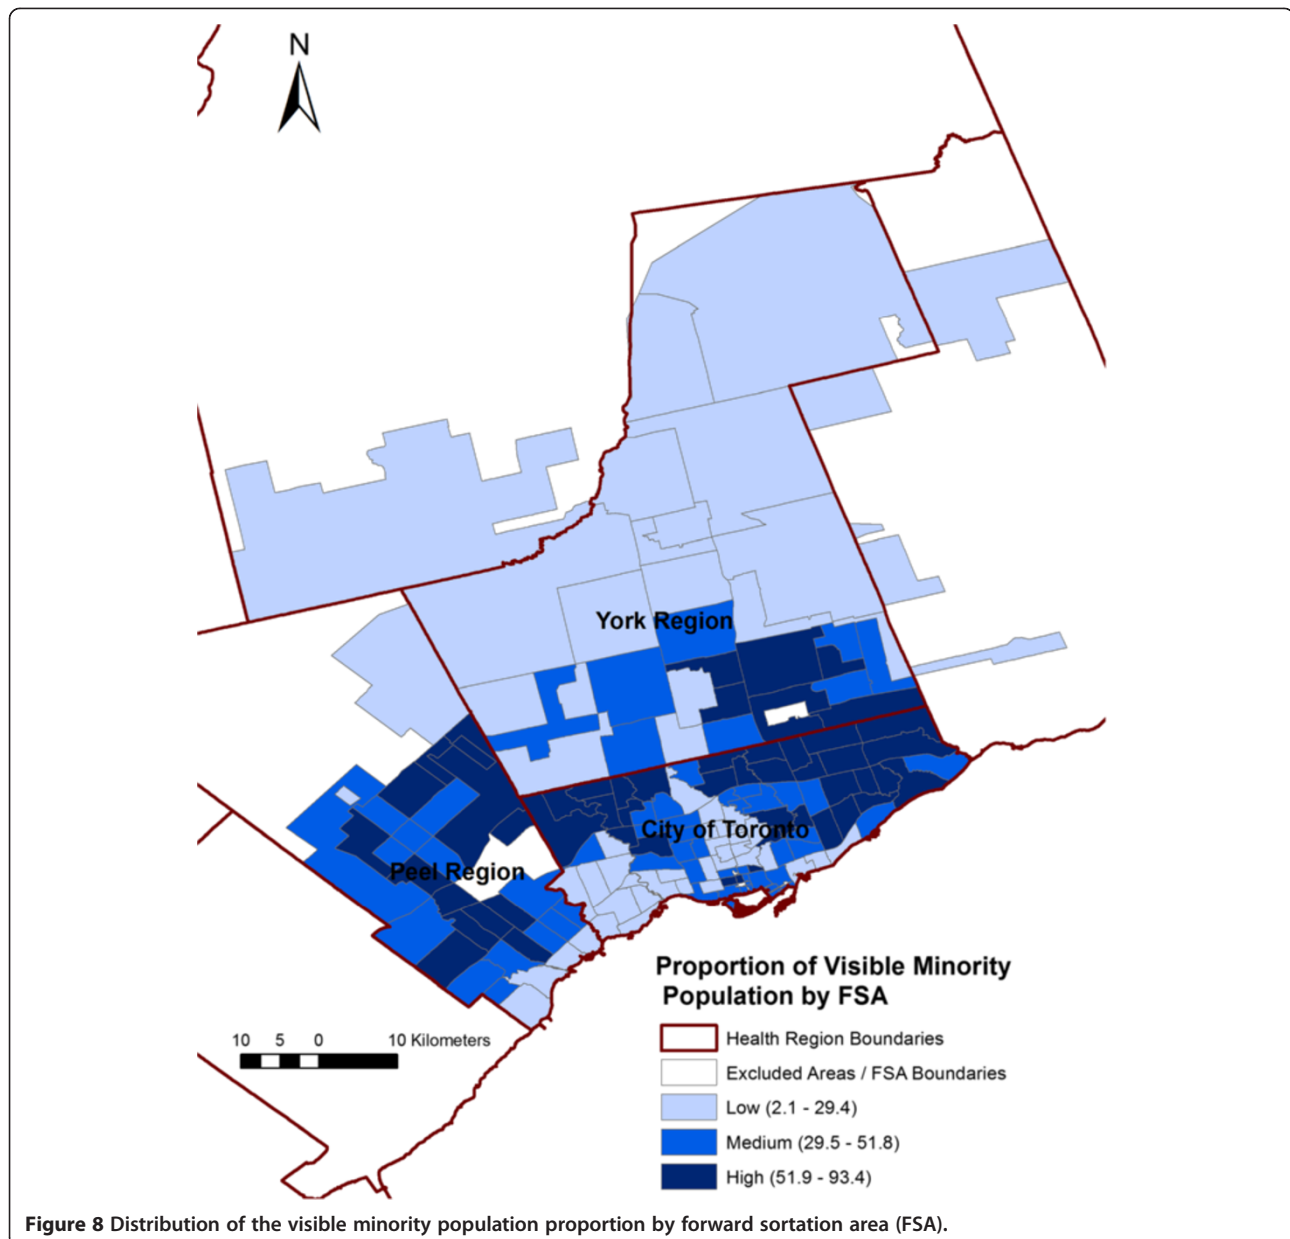 N
York Region
City of Toronto
Peel Region
Proportion of Visible Minority
Population by FSA
10 5 0 10 Kilometers
Health Region Boundaries
Excluded Areas / FSA Boundaries
Low (2.1 - 29.4)
Medium (29.5 - 51.8)
High (51.9 - 93.4)
Figure 8 Distribution of the visible minority population proportion by forward sortation area (FSA).